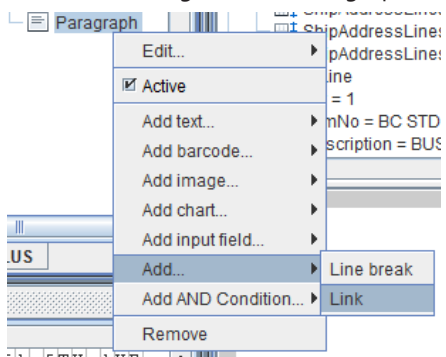 Paragraph
ShipAddressLines
pAddressLines
Edit...
ine
Active
= 1
Add text...
mNo = BC STD
Add barcode...
scription = BUS
Add image...
Add chart...
Add input field...
.US
Add...
Line break
Add AND Condition...
Link
Remove